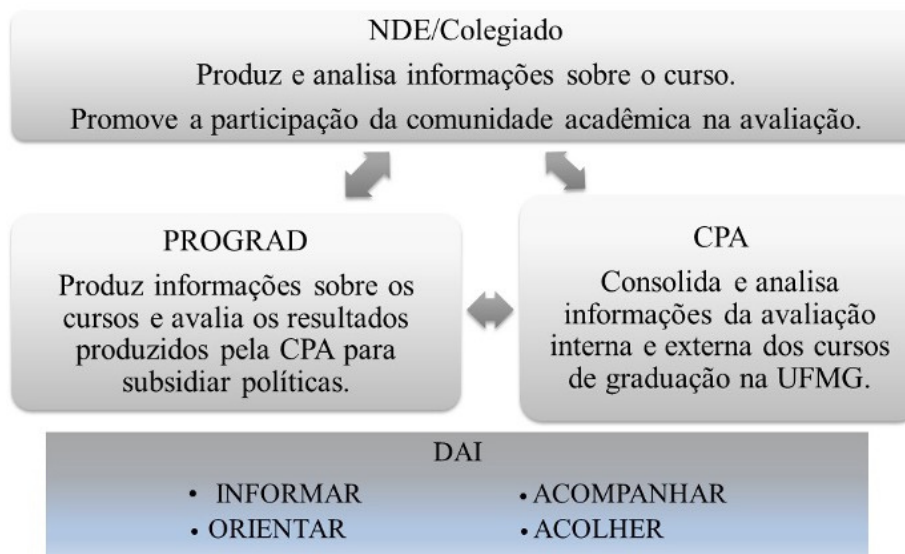 NDE/Colegiado
Produz e analisa informações sobre o curso.
Promove a participação da comunidade acadêmica na avaliação.
PROGRAD
Produz informações sobre os
cursos e avalia os resultados
produzidos pela CPA para
subsidiar políticas.
CPA
Consolida e analisa
informações da avaliação
interna e externa dos cursos
de graduação na UFMG.
DAI
• INFORMAR
• ORIENTAR
• ACOMPANHAR
• ACOLHER